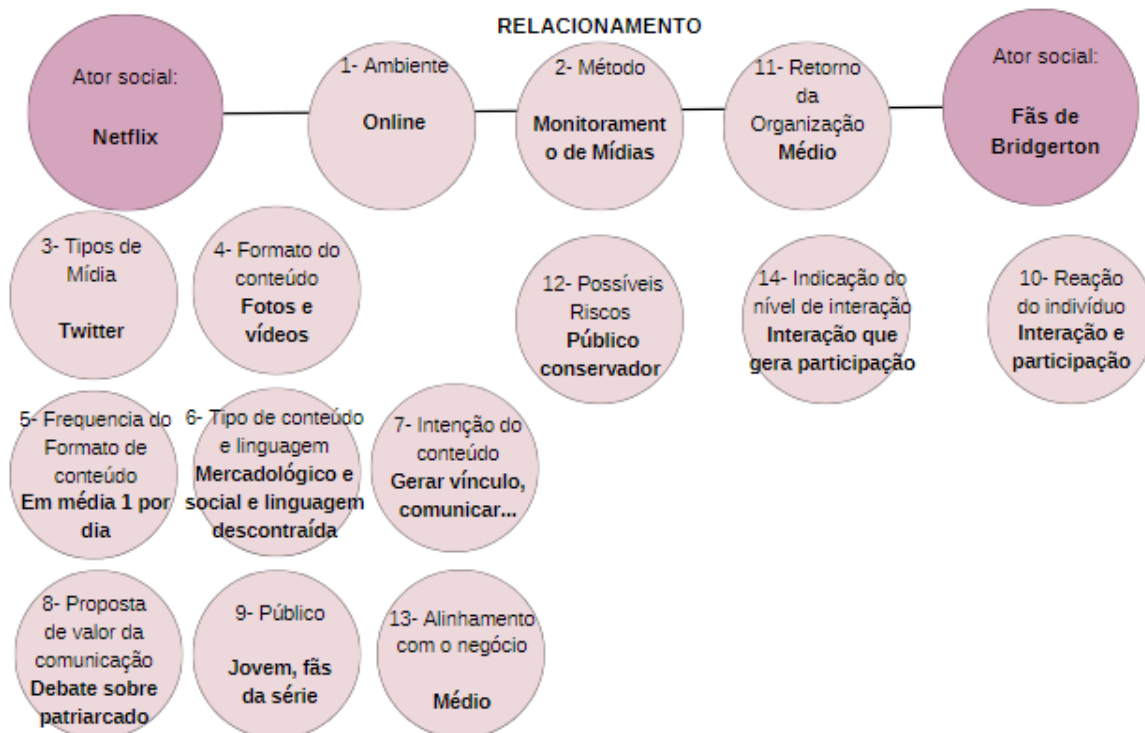 RELACIONAMENTO
Ator social:
Netflix
1- Ambiente
Online
2- Método
Monitorament
o de Mídias
11- Retorno
da
Organização
Médio
Ator social:
Fãs de
Bridgerton
3- Tipos de
Mídia
Twitter
4- Formato do
conteúdo
Fotos e
vídeos
12- Possíveis
Riscos
Público
conservador
14- Indicação do
nível de interação
Interação que
gera participação
10- Reação
do indivíduo
Interação e
participação
5- Frequencia do
Formato de
conteúdo
Em média 1 por
dia
6- Tipo de conteúdo
e linguagem
Mercadológico e
social e linguagem
descontraída
7- Intenção do
conteúdo
Gerar vínculo,
comunicar...
8- Proposta
de valor da
comunicação
Debate sobre
patriarcado
9- Público
Jovem, fãs
da série
13- Alinhamento
com o negócio
Médio